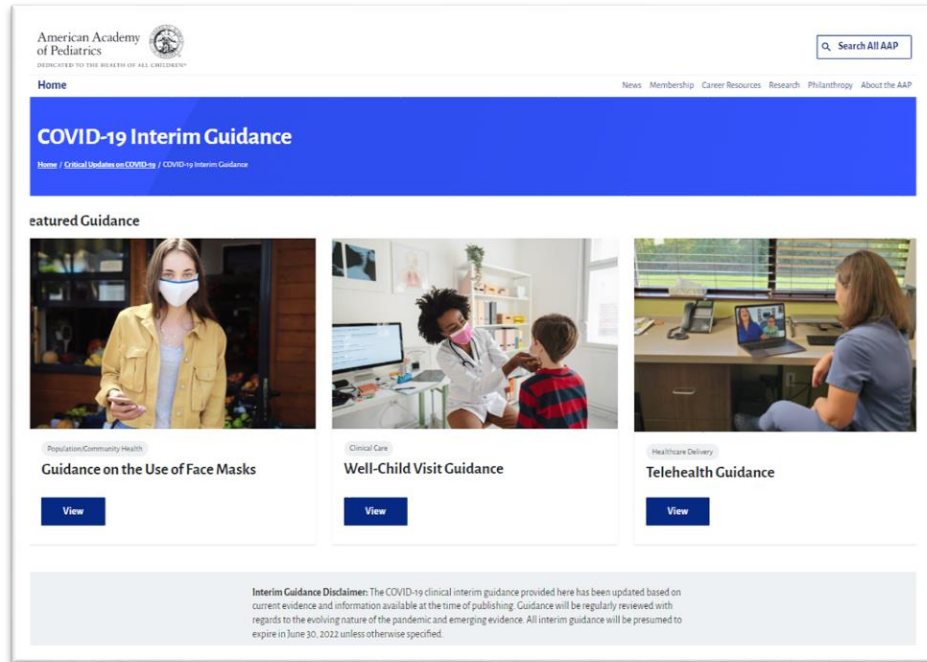 American Academy
of Pediatrics
DEDICATED TO THE HEALTH OF ALL CHILDREN®
Search All AAP
Home
News Membership Career Resources Research Philanthropy About the AAP
COVID-19 Interim Guidance
Home / Critical Updates on COVID-19 / COVID-19 Interim Guidance
eatured Guidance
Population/Community Health
Guidance on the Use of Face Masks
View
Clinical Care
Well-Child Visit Guidance
View
Healthcare Delivery
Telehealth Guidance
View
Interim Guidance Disclaimer: The COVID-19 clinical interim guidance provided here has been updated based on
current evidence and information available at the time of publishing. Guidance will be regularly reviewed with
regards to the evolving nature of the pandemic and emerging evidence. All interim guidance will be presumed to
expire in June 30, 2022 unless otherwise specified.